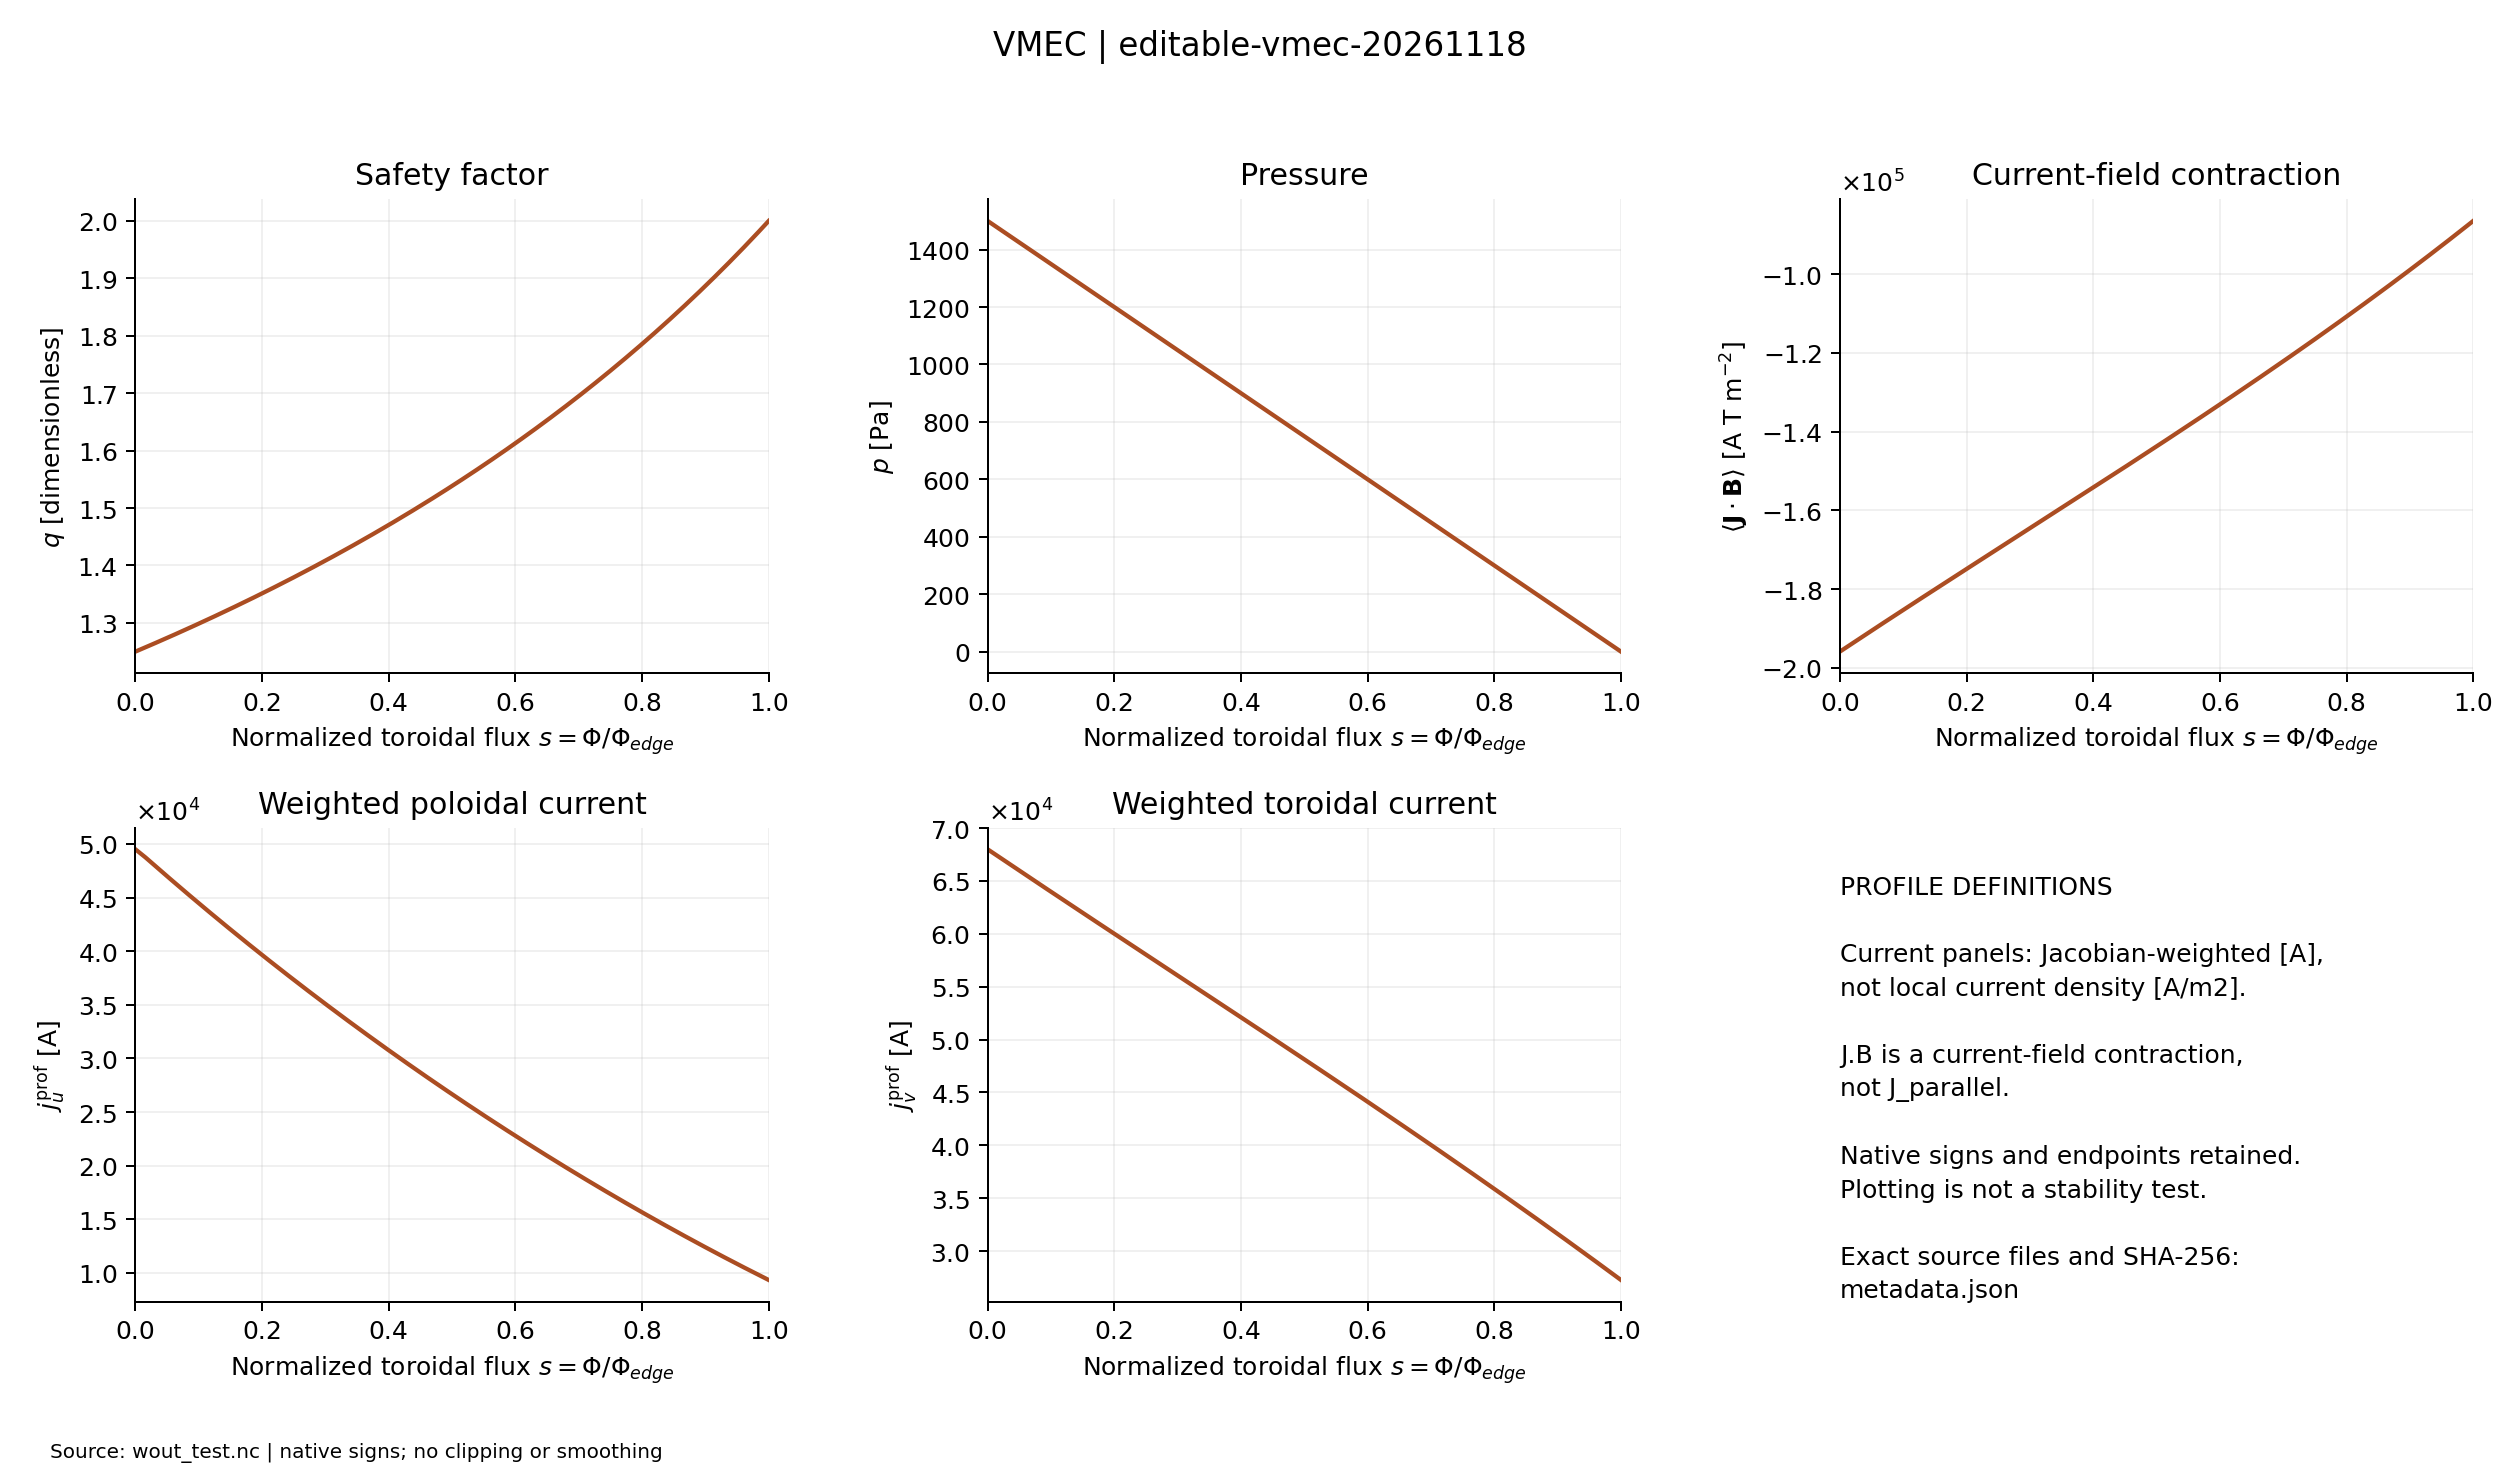 VMEC | editable-vmec-20261118
Safety factor
2.0
1.9
1.8
1.7
1.6
1.5
1.4
1.3
q [dimensionless]
0.0 0.2 0.4 0.6 0.8 1.0
Normalized toroidal flux s = Φ/Φ_edge
Pressure
1400
1200
1000
800
600
400
200
0
p [Pa]
0.0 0.2 0.4 0.6 0.8 1.0
Normalized toroidal flux s = Φ/Φ_edge
×10⁵
Current-field contraction
−1.0
−1.2
−1.4
−1.6
−1.8
−2.0
⟨J · B⟩ [A T m⁻²]
0.0 0.2 0.4 0.6 0.8 1.0
Normalized toroidal flux s = Φ/Φ_edge
×10⁴
Weighted poloidal current
5.0
4.5
4.0
3.5
3.0
2.5
2.0
1.5
1.0
j_u^prof [A]
0.0 0.2 0.4 0.6 0.8 1.0
Normalized toroidal flux s = Φ/Φ_edge
×10⁴
Weighted toroidal current
7.0
6.5
6.0
5.5
5.0
4.5
4.0
3.5
3.0
j_v^prof [A]
0.0 0.2 0.4 0.6 0.8 1.0
Normalized toroidal flux s = Φ/Φ_edge
PROFILE DEFINITIONS
Current panels: Jacobian-weighted [A],
not local current density [A/m2].
J.B is a current-field contraction,
not J_parallel.
Native signs and endpoints retained.
Plotting is not a stability test.
Exact source files and SHA-256:
metadata.json
Source: wout_test.nc | native signs; no clipping or smoothing